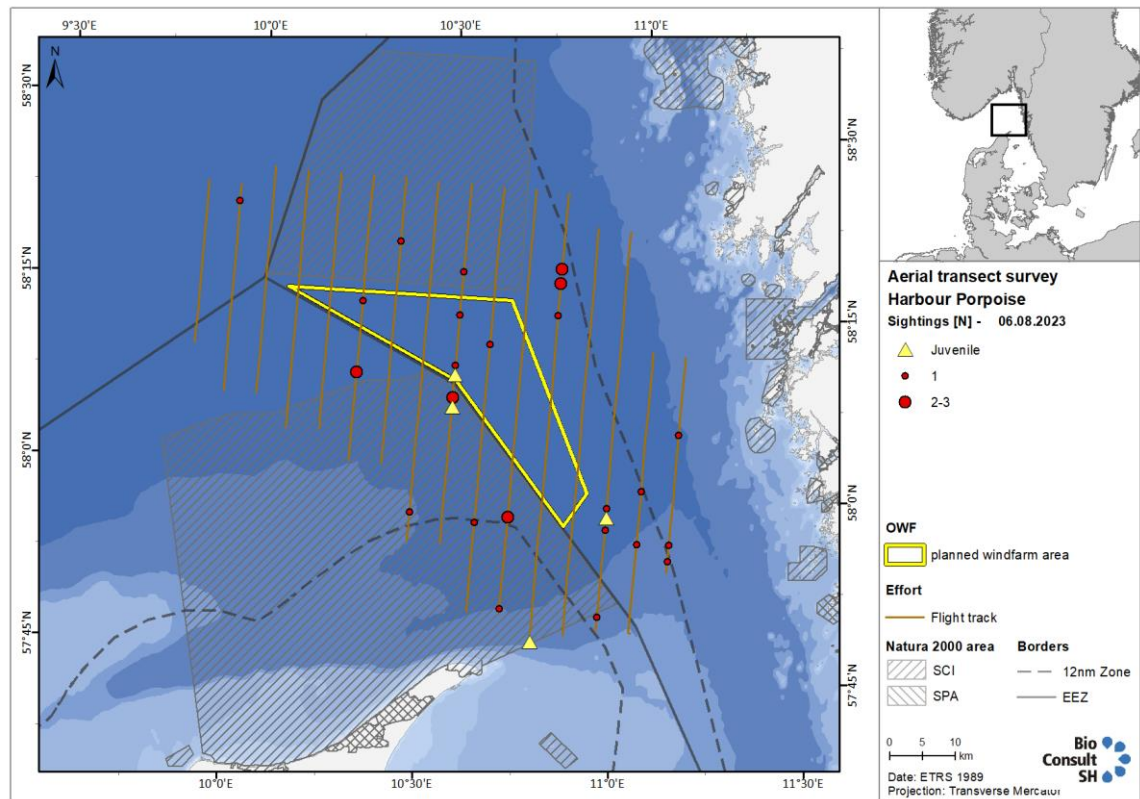 9°30'E
10°0'E
10°30'E
11°0'E
N
58°30'N
58°15'N
58°0'N
57°45'N
58°30'N
58°15'N
58°0'N
57°45'N
10°0'E
10°30'E
11°0'E
11°30'E
Aerial transect survey
Harbour Porpoise
Sightings [N] - 06.08.2023
Juvenile
1
2-3
OWF
planned windfarm area
Effort
Flight track
Natura 2000 area
Borders
SCI
12nm Zone
SPA
EEZ
0 5 10
km
Bio
Consult
SH
Date: ETRS 1989
Projection: Transverse Mercator